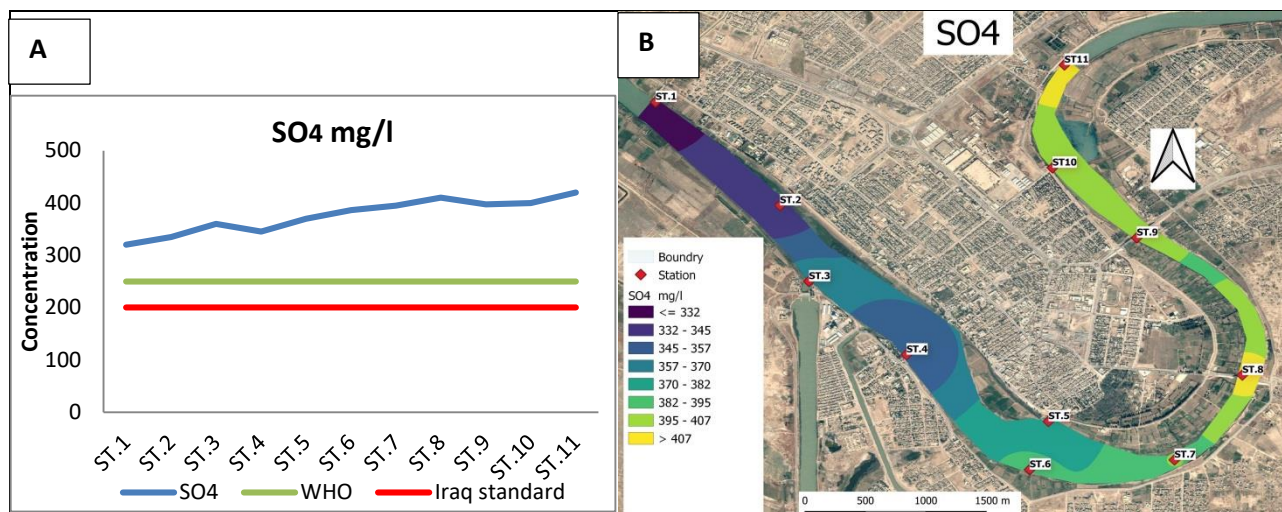 A
SO4 mg/l
Concentration
500
400
300
200
100
0
ST.1
ST.2
ST.3
ST.4
ST.5
ST.6
ST.7
ST.8
ST.9
ST.10
ST.11
SO4 WHO Iraq standard
B
SO4
ST11
ST.1
ST10
ST.2
ST.9
ST.3
ST.4
ST.8
ST.5
ST.6
ST.7
Boundry
Station
SO4 mg/l
<= 332
332 - 345
345 - 357
357 - 370
370 - 382
382 - 395
395 - 407
> 407
0 500 1000 1500 m